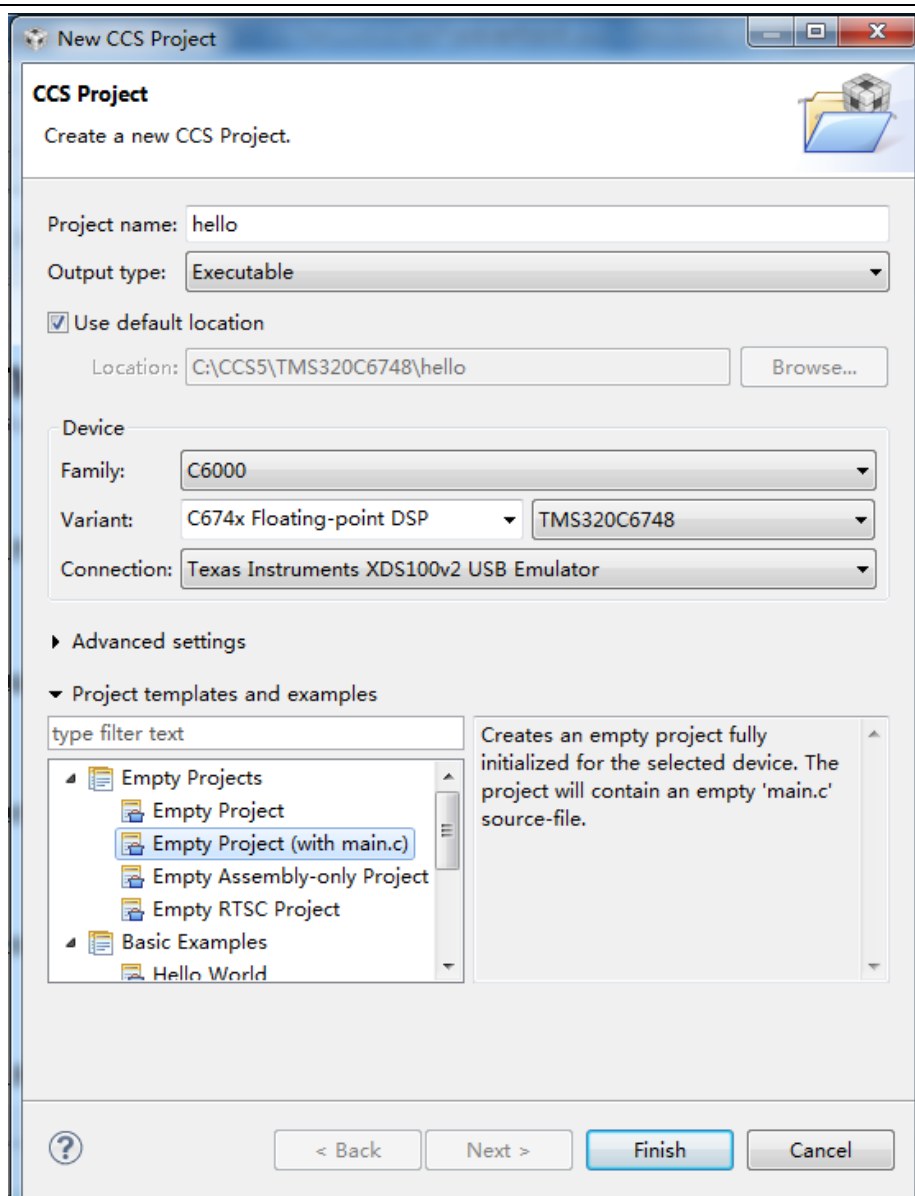 New CCS Project
CCS Project
Create a new CCS Project.
Project name: hello
Output type: Executable
Use default location
Location: C:\CCS5\TMS320C6748\hello Browse...
Device
Family: C6000
Variant: C674x Floating-point DSP TMS320C6748
Connection: Texas Instruments XDS100v2 USB Emulator
Advanced settings
Project templates and examples
type filter text
Empty Projects
Empty Project
Empty Project (with main.c)
Empty Assembly-only Project
Empty RTSC Project
Basic Examples
Hello World
Creates an empty project fully
initialized for the selected device. The
project will contain an empty 'main.c'
source-file.
? < Back Next > Finish Cancel